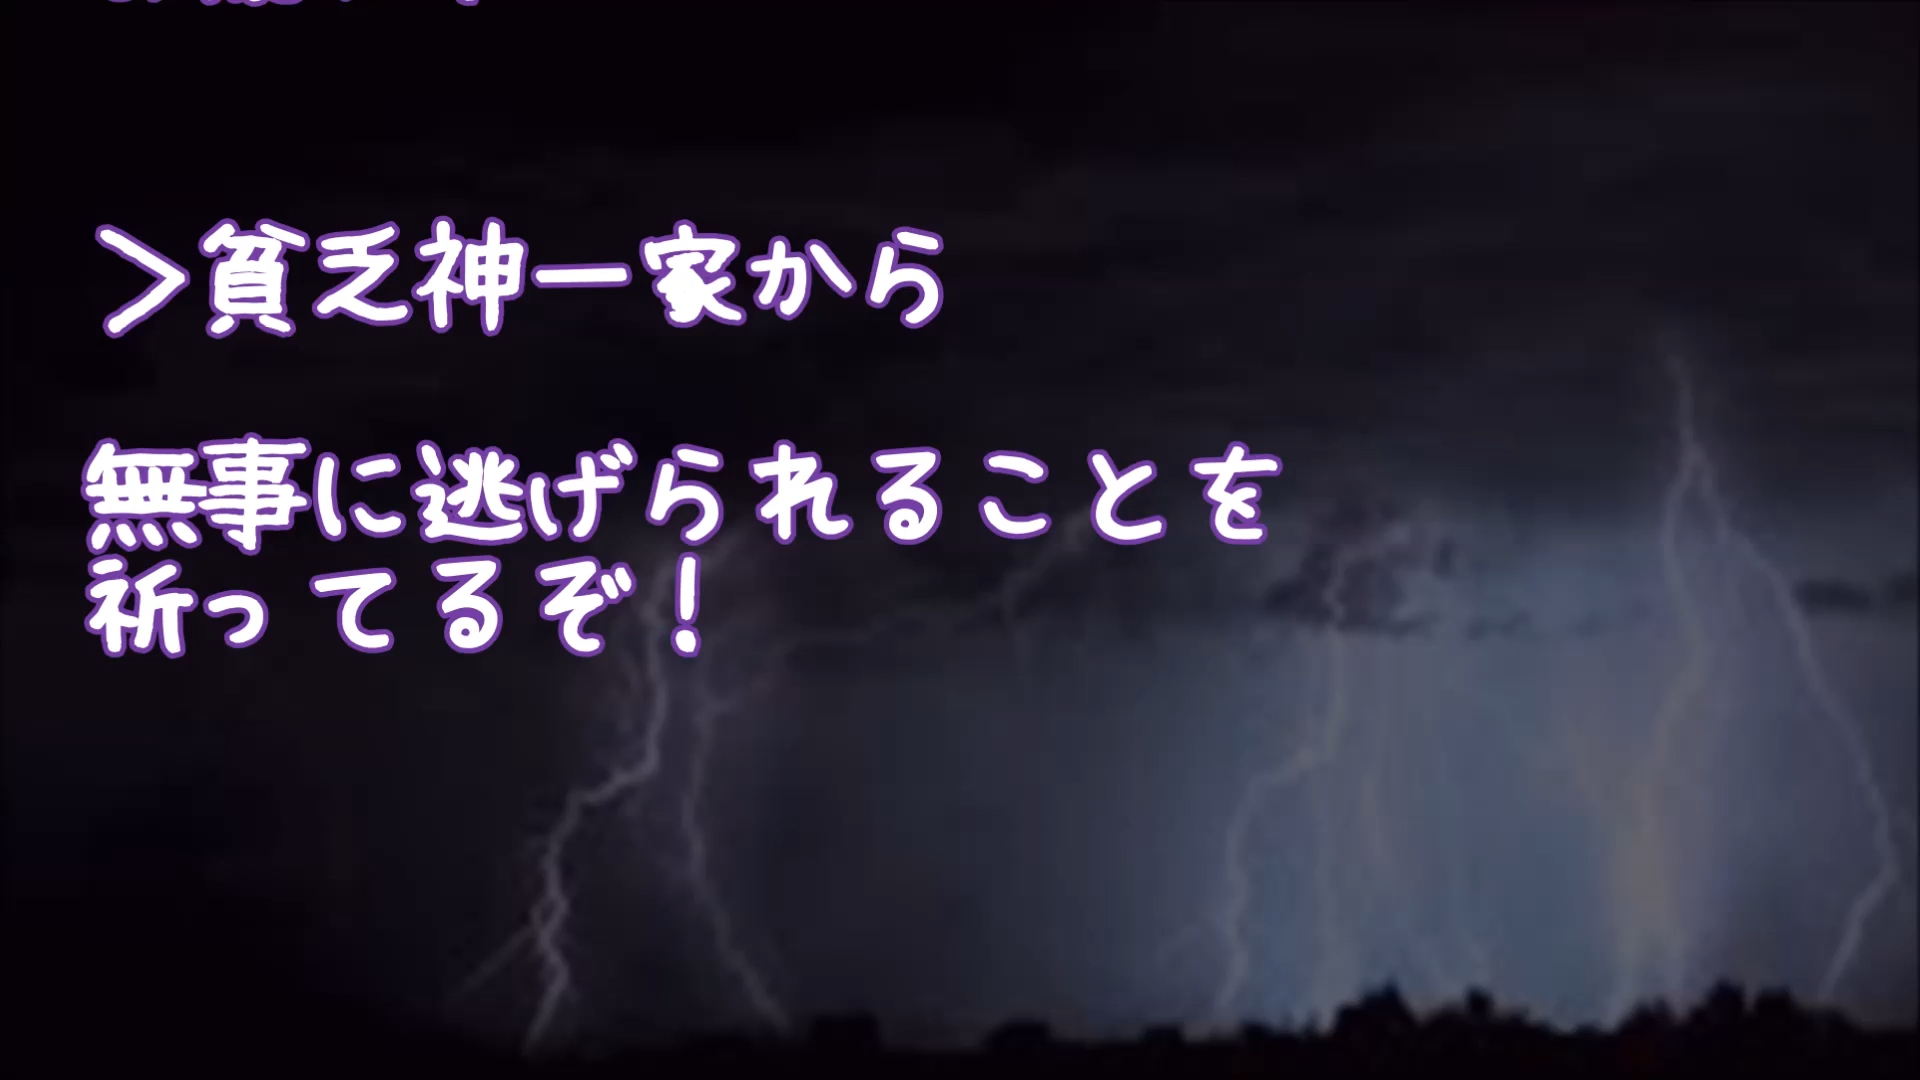 ＞貧乏神一家から
無事に逃げられることを
祈ってるぞ！